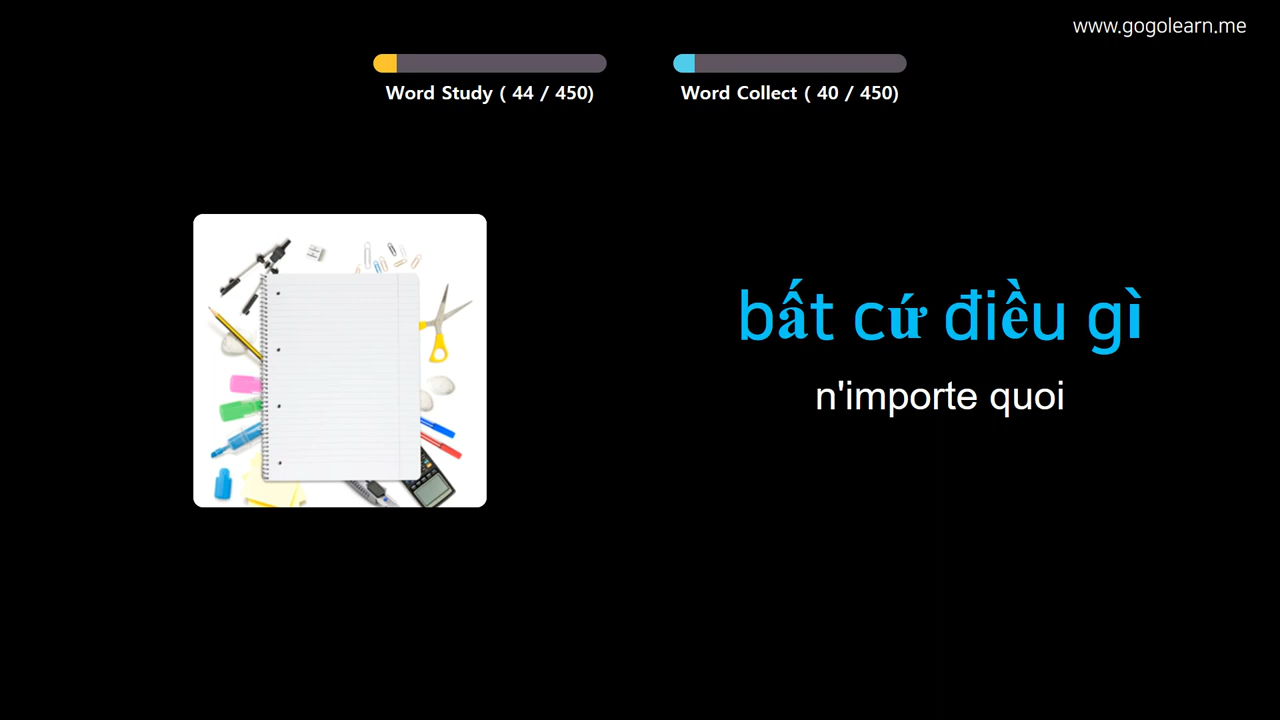 www.gogolearn.me
Word Study ( 44 / 450)
Word Collect ( 40 / 450)
bất cứ điều gì
n'importe quoi